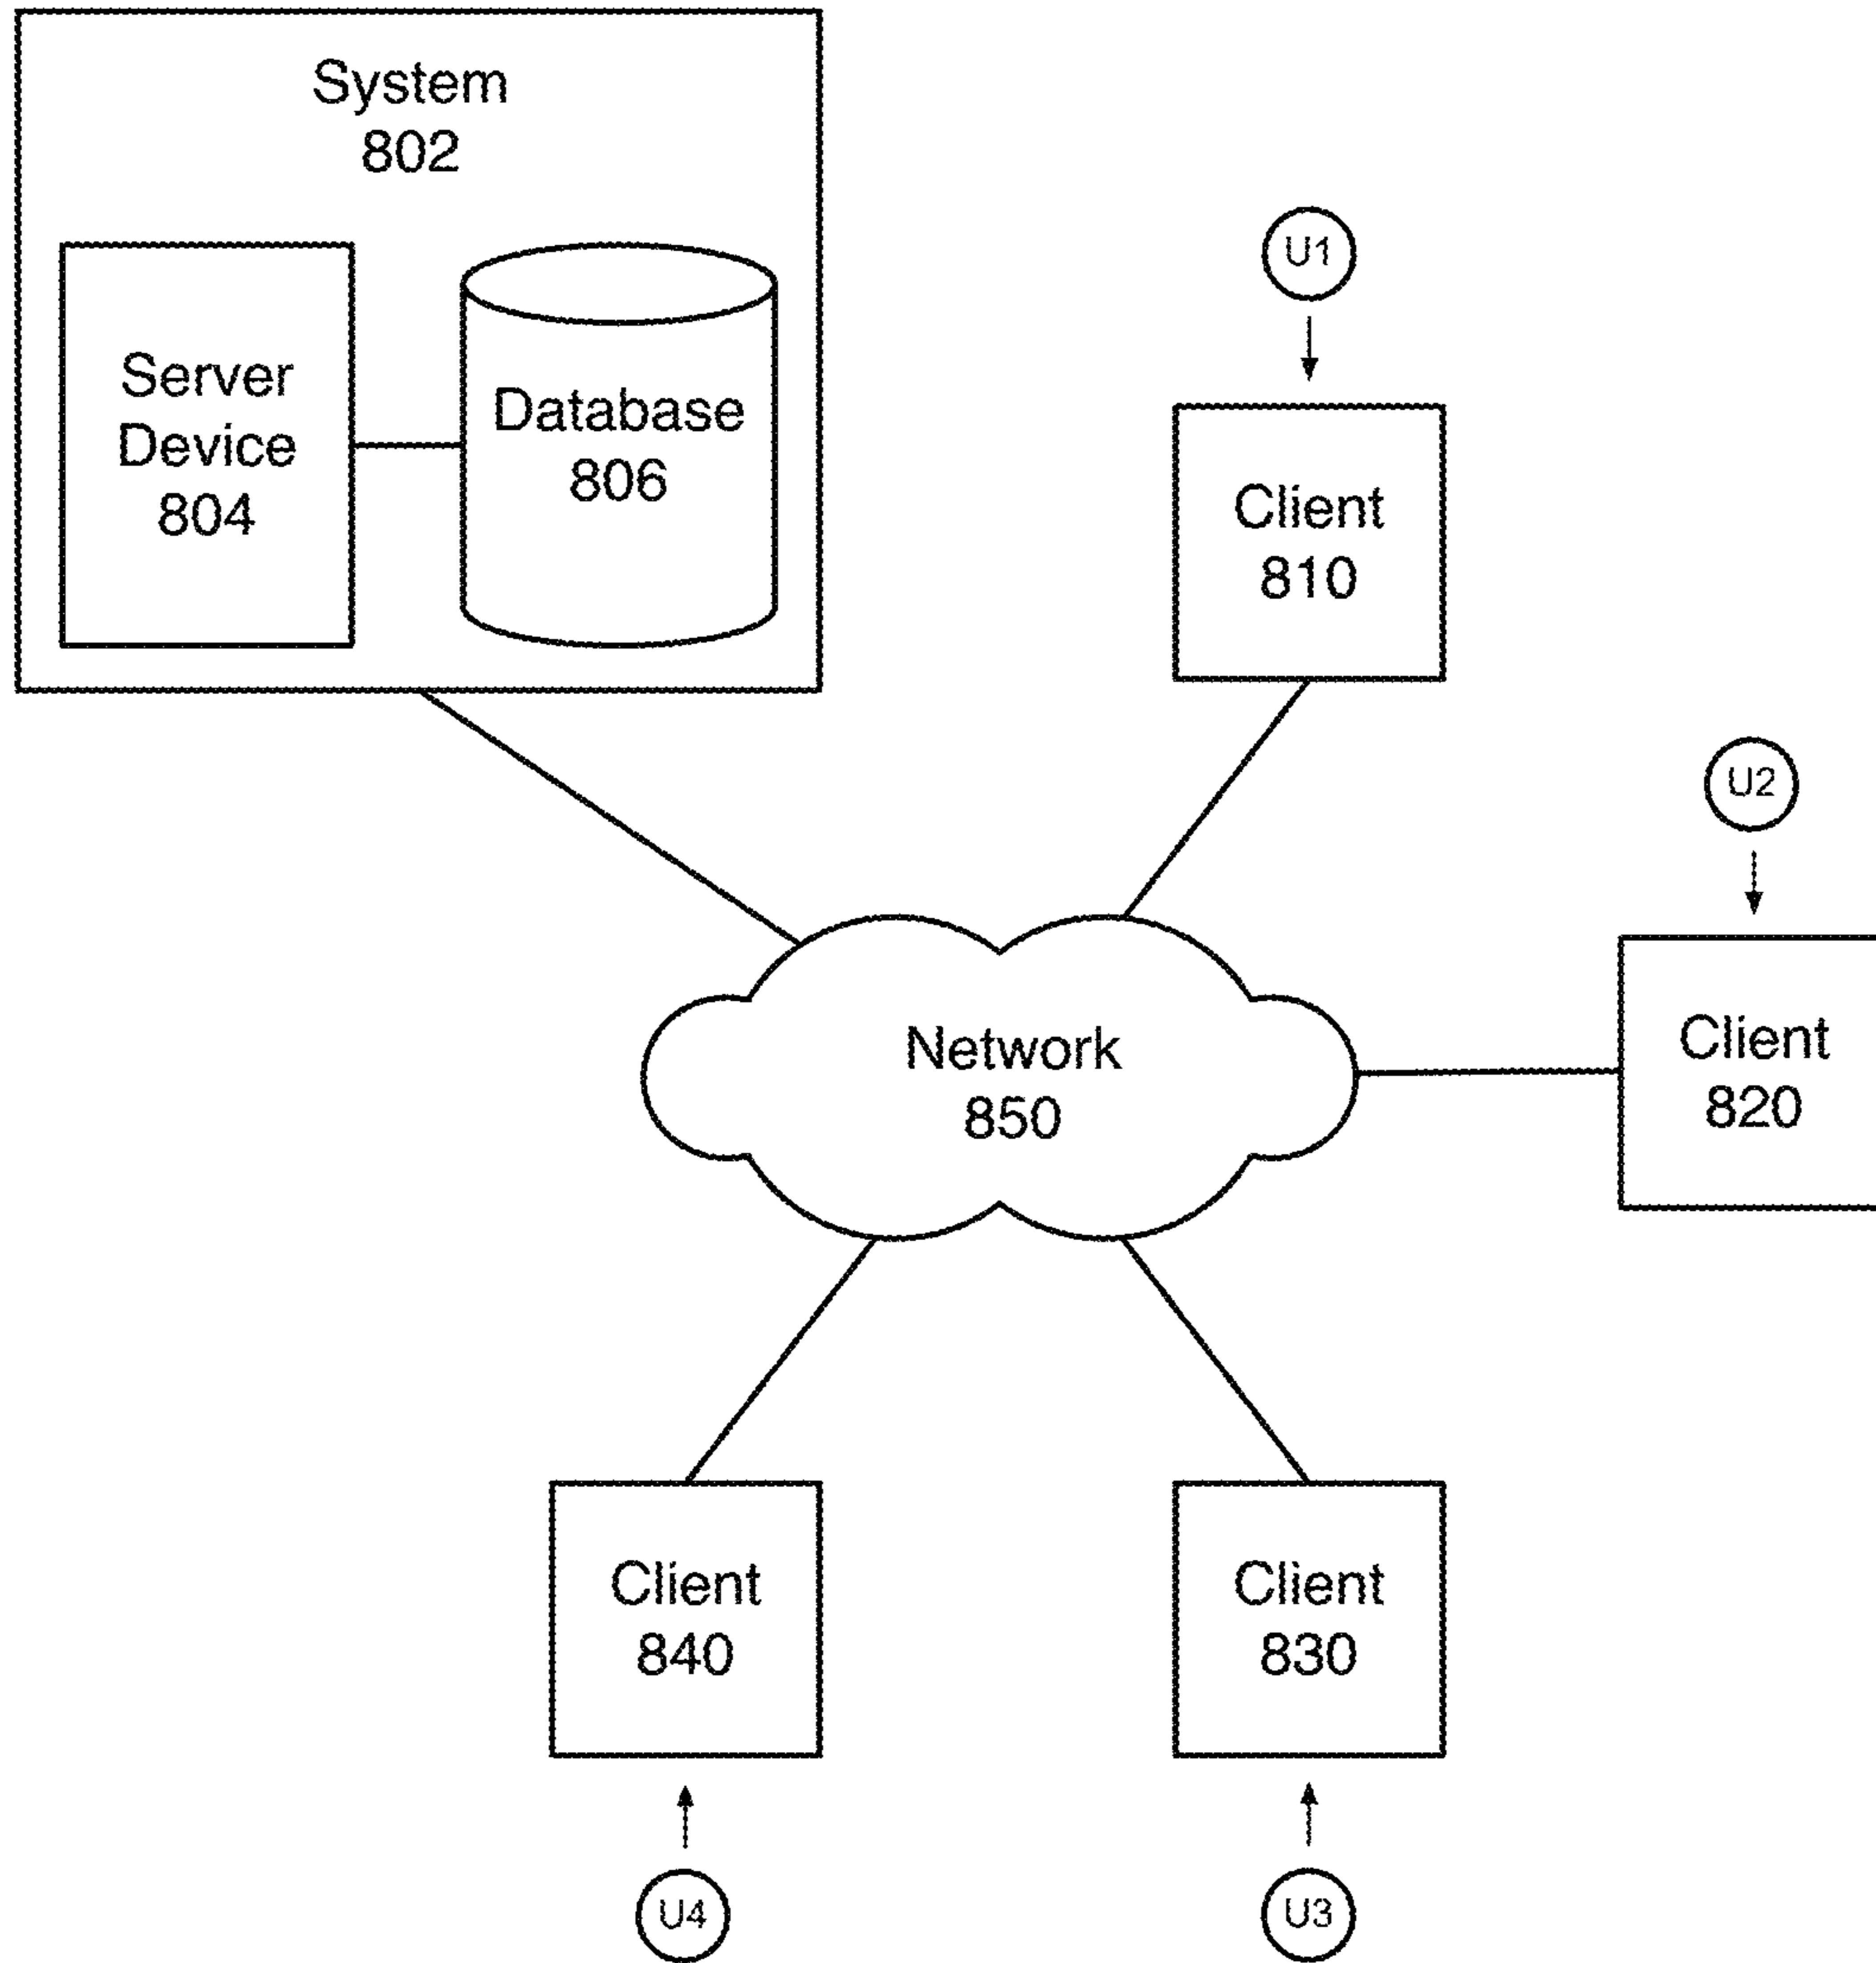 System
802
Server
Device
804
Database
806
U1
Client
810
U2
Client
820
Network
850
Client
840
Client
830
U4
U3